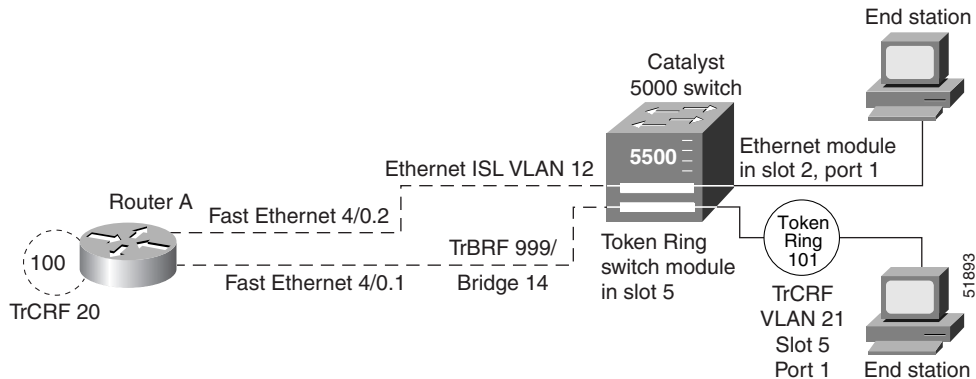 End station
Catalyst
5000 switch
5500
Ethernet module
in slot 2, port 1
Ethernet ISL VLAN 12
Router A
Fast Ethernet 4/0.2
100
TrCRF 20
Fast Ethernet 4/0.1
TrBRF 999/
Bridge 14
Token Ring
switch module
in slot 5
Token
Ring
101
TrCRF
VLAN 21
Slot 5
Port 1
End station
51893